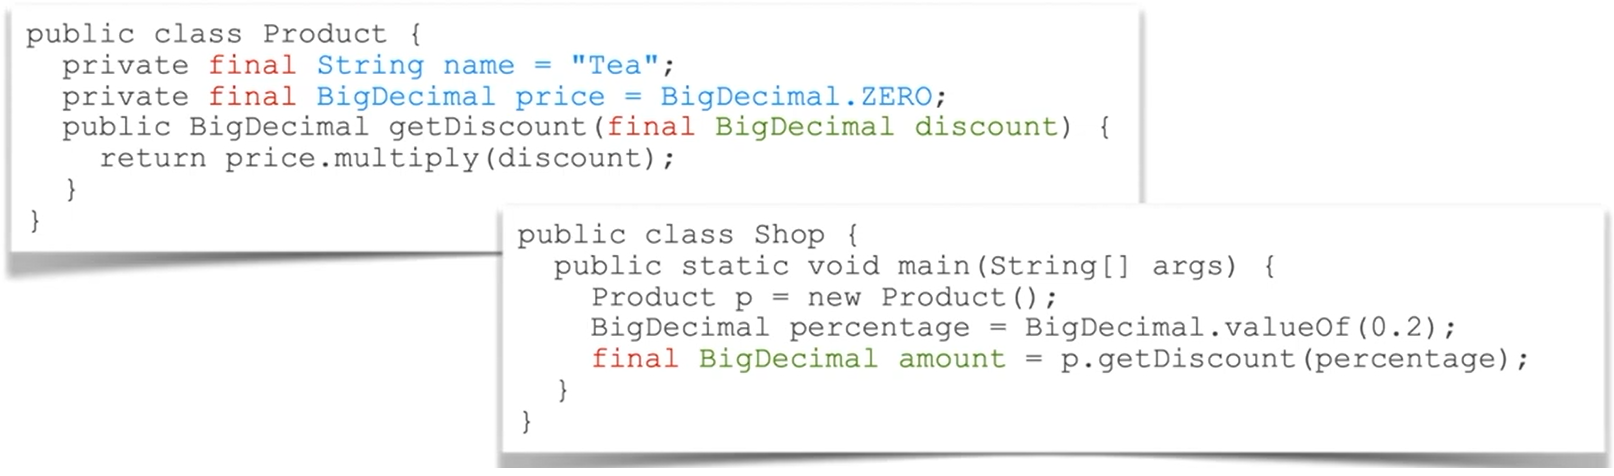 public class Product {
  private final String name = "Tea";
  private final BigDecimal price = BigDecimal.ZERO;
  public BigDecimal getDiscount(final BigDecimal discount) {
    return price.multiply(discount);
  }
}
public class Shop {
  public static void main(String[] args) {
    Product p = new Product();
    BigDecimal percentage = BigDecimal.valueOf(0.2);
    final BigDecimal amount = p.getDiscount(percentage);
  }
}